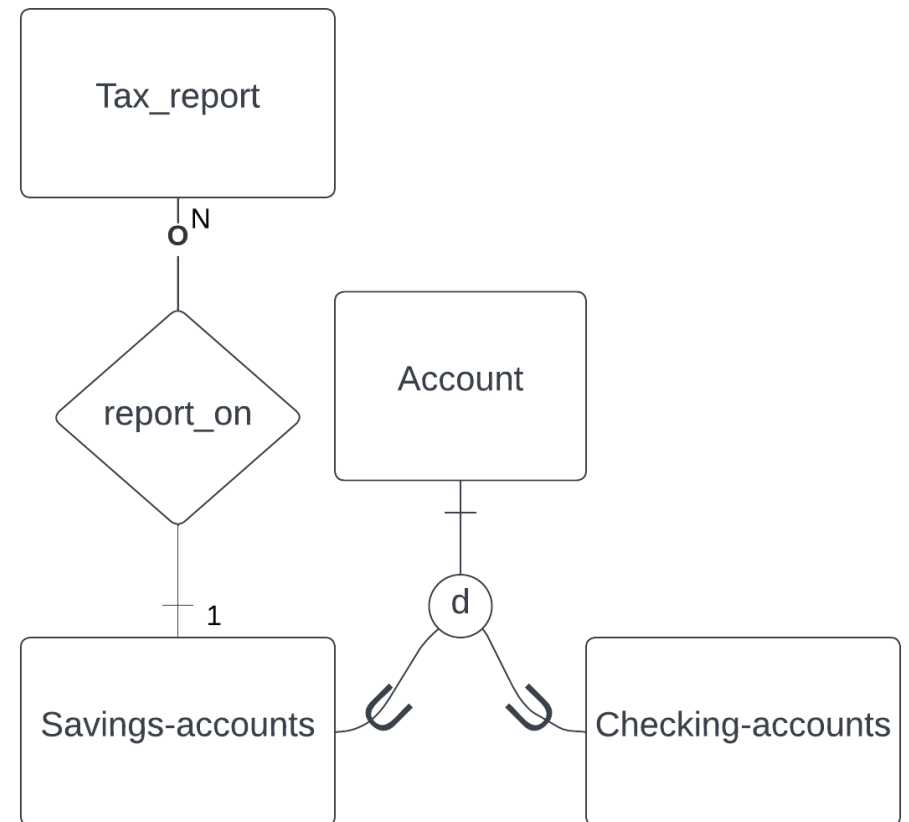 Tax_report
N
O
report_on
Account
1
d
Savings-accounts
Checking-accounts